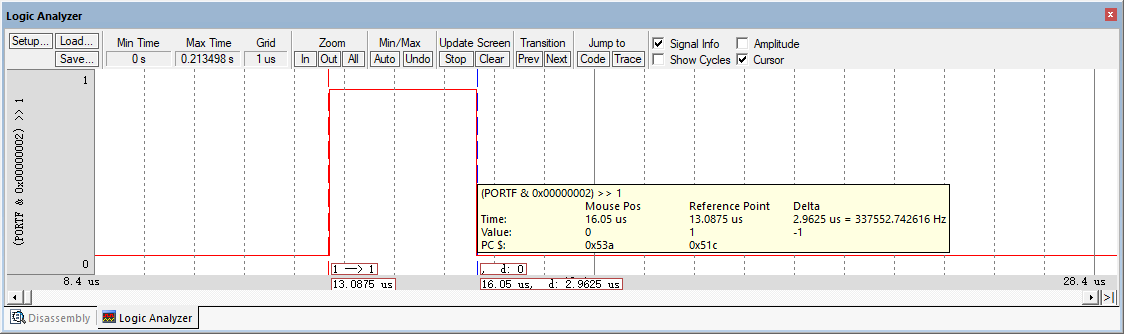 Logic Analyzer
Setup... Load... Min Time Max Time Grid Zoom Min/Max Update Screen Transition Jump to Signal Info Amplitude
Save... 0 s 0.213498 s 1 us In Out All Auto Undo Stop Clear Prev Next Code Trace Show Cycles Cursor
1
(PORTF & 0x00000002) >> 1
0
(PORTF & 0x00000002) >> 1
Mouse Pos Reference Point Delta
Time: 16.05 us 13.0875 us 2.9625 us = 337552.742616 Hz
Value: 0 1 -1
PC $: 0x53a 0x51c
1 —> 1 , d: 0
8.4 us 13.0875 us 16.05 us, d: 2.9625 us 28.4 us
Disassembly Logic Analyzer